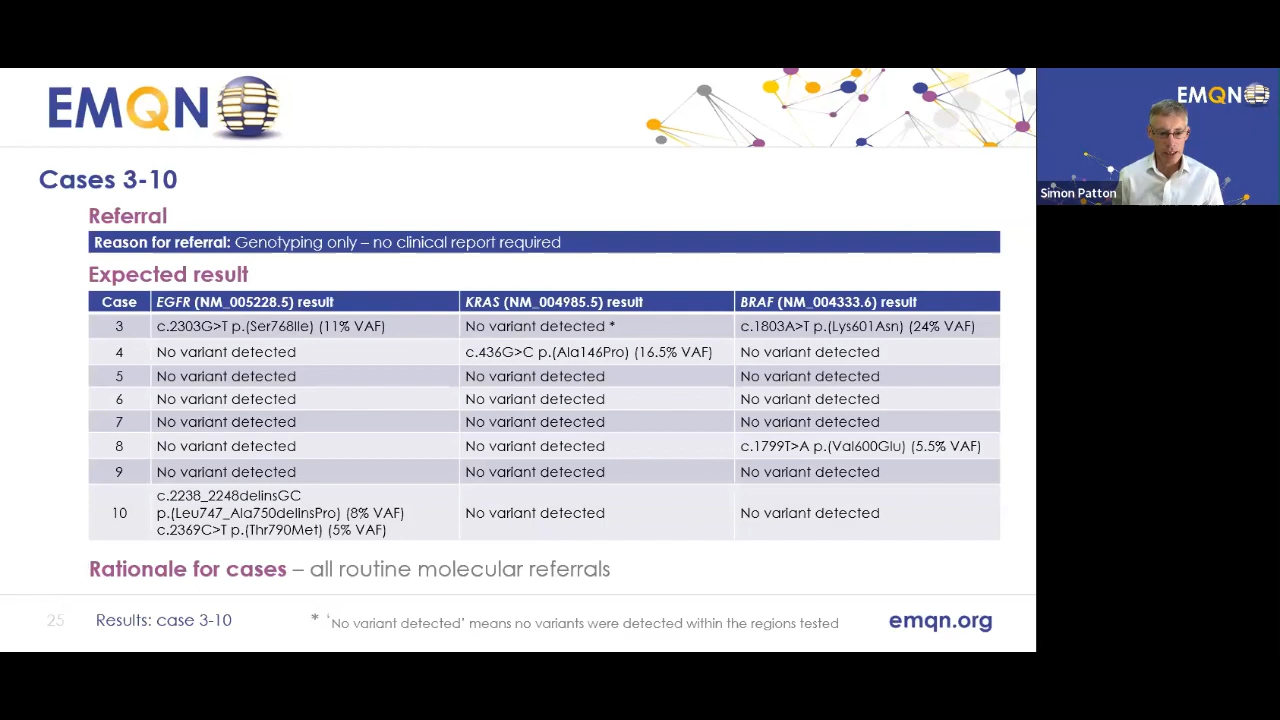 EMQN
EMQN
Simon Patton
Cases 3-10
Referral
Reason for referral: Genotyping only – no clinical report required
Expected result
Case EGFR (NM_005228.5) result KRAS (NM_004985.5) result BRAF (NM_004333.6) result
3 c.2303G>T p.(Ser768Ile) (11% VAF) No variant detected * c.1803A>T p.(Lys601Asn) (24% VAF)
4 No variant detected c.436G>C p.(Ala146Pro) (16.5% VAF) No variant detected
5 No variant detected No variant detected No variant detected
6 No variant detected No variant detected No variant detected
7 No variant detected No variant detected No variant detected
8 No variant detected No variant detected c.1799T>A p.(Val600Glu) (5.5% VAF)
9 No variant detected No variant detected No variant detected
10 c.2238_2248delinsGC
p.(Leu747_Ala750delinsPro) (8% VAF) No variant detected No variant detected
c.2369C>T p.(Thr790Met) (5% VAF)
Rationale for cases – all routine molecular referrals
25 Results: case 3-10 * ‘No variant detected’ means no variants were detected within the regions tested emqn.org